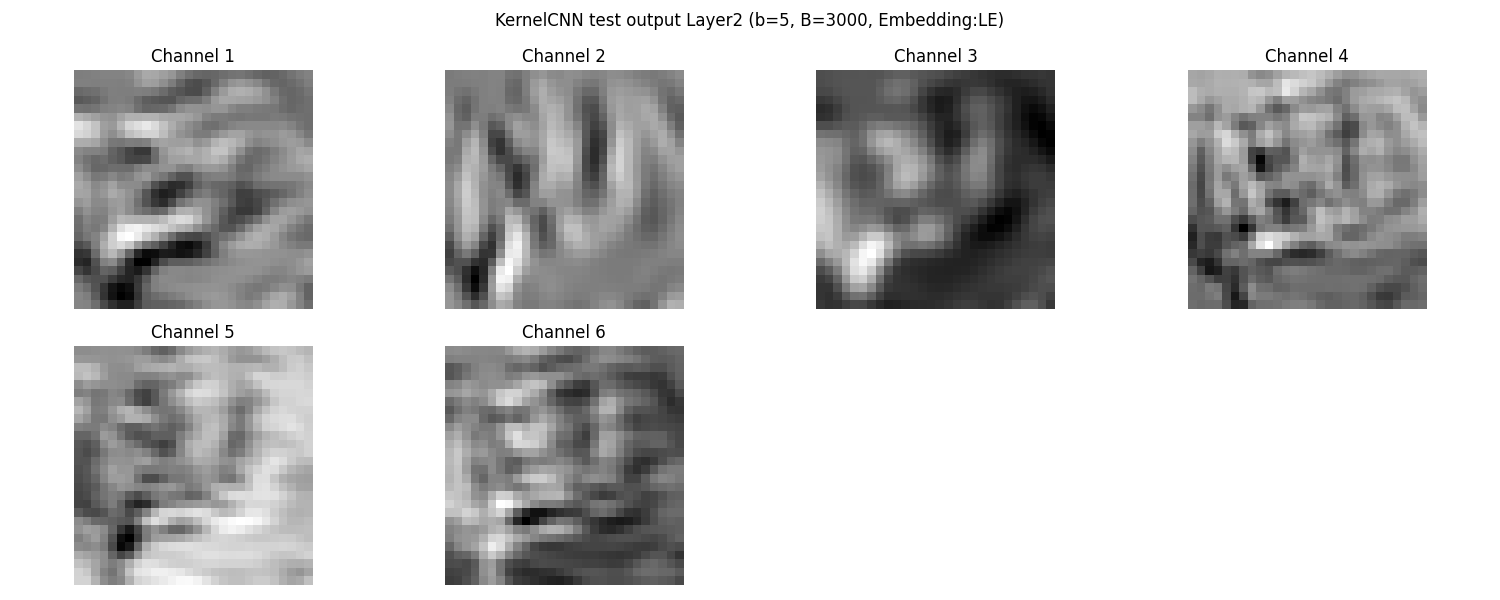 KernelCNN test output Layer2 (b=5, B=3000, Embedding:LE)
Channel 1
Channel 2
Channel 3
Channel 4
Channel 5
Channel 6